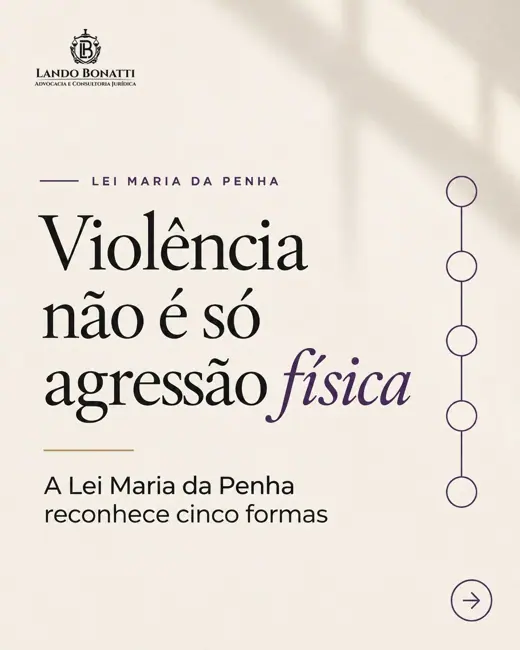 LB
LANDO BONATTI
ADVOCACIA E CONSULTORIA JURÍDICA
LEI MARIA DA PENHA
Violência
não é só
agressão física
A Lei Maria da Penha
reconhece cinco formas